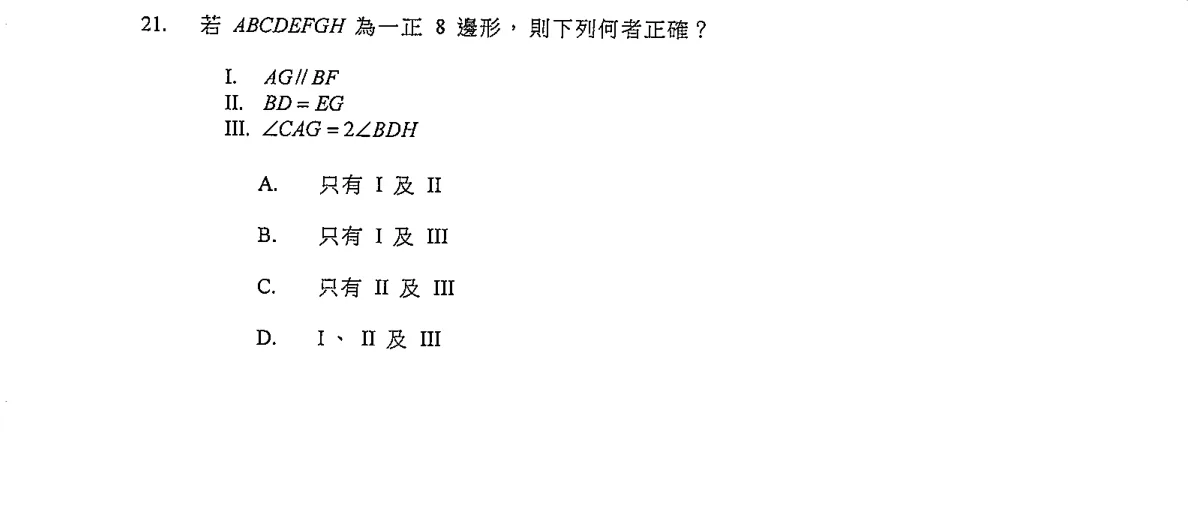 21. 若 ABCDEFGH 為一正 8 邊形，則下列何者正確？
I. AG // BF
II. BD = EG
III. ∠CAG = 2∠BDH
A. 只有 I 及 II
B. 只有 I 及 III
C. 只有 II 及 III
D. I、 II 及 III